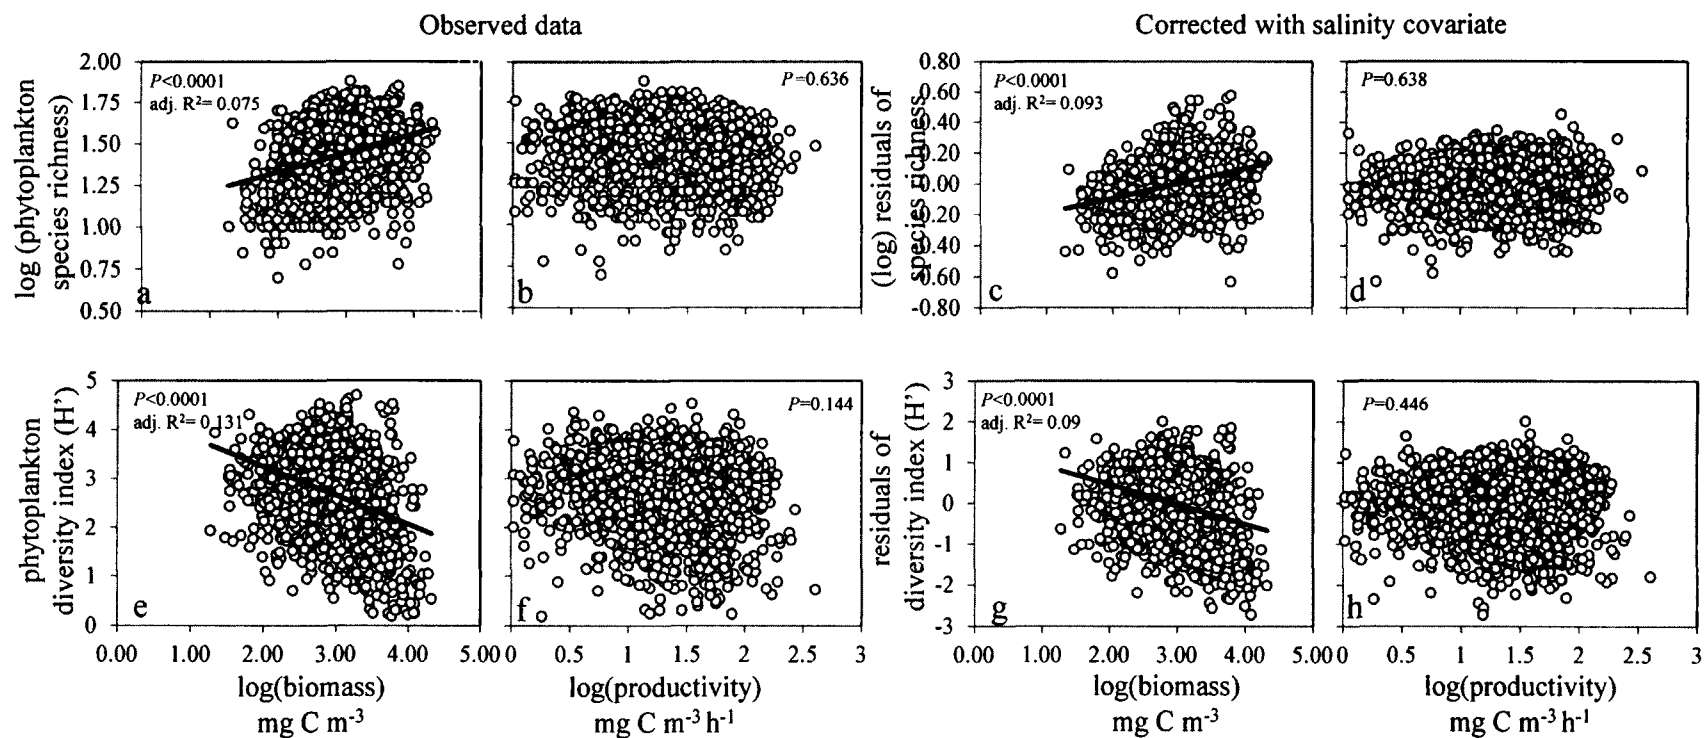 Observed data
Corrected with salinity covariate
log (phytoplankton
species richness)
2.00
1.75
1.50
1.25
1.00
0.75
0.50
P<0.0001
adj. R²= 0.075
a
P=0.636
b
(log) residuals of
species richness
0.80
0.60
0.40
0.20
0.00
-0.20
-0.40
-0.60
-0.80
P<0.0001
adj. R²= 0.093
c
P=0.638
d
phytoplankton
diversity index (H')
5
4
3
2
1
0
P<0.0001
adj. R²= 0.131
e
P=0.144
f
residuals of
diversity index (H')
3
2
1
0
-1
-2
-3
P<0.0001
adj. R²= 0.09
g
P=0.446
h
0.00 1.00 2.00 3.00 4.00 5.00
0 0.5 1 1.5 2 2.5 3
0.00 1.00 2.00 3.00 4.00 5.00
0 0.5 1 1.5 2 2.5 3
log(biomass)
mg C m⁻³
log(productivity)
mg C m⁻³ h⁻¹
log(biomass)
mg C m⁻³
log(productivity)
mg C m⁻³ h⁻¹